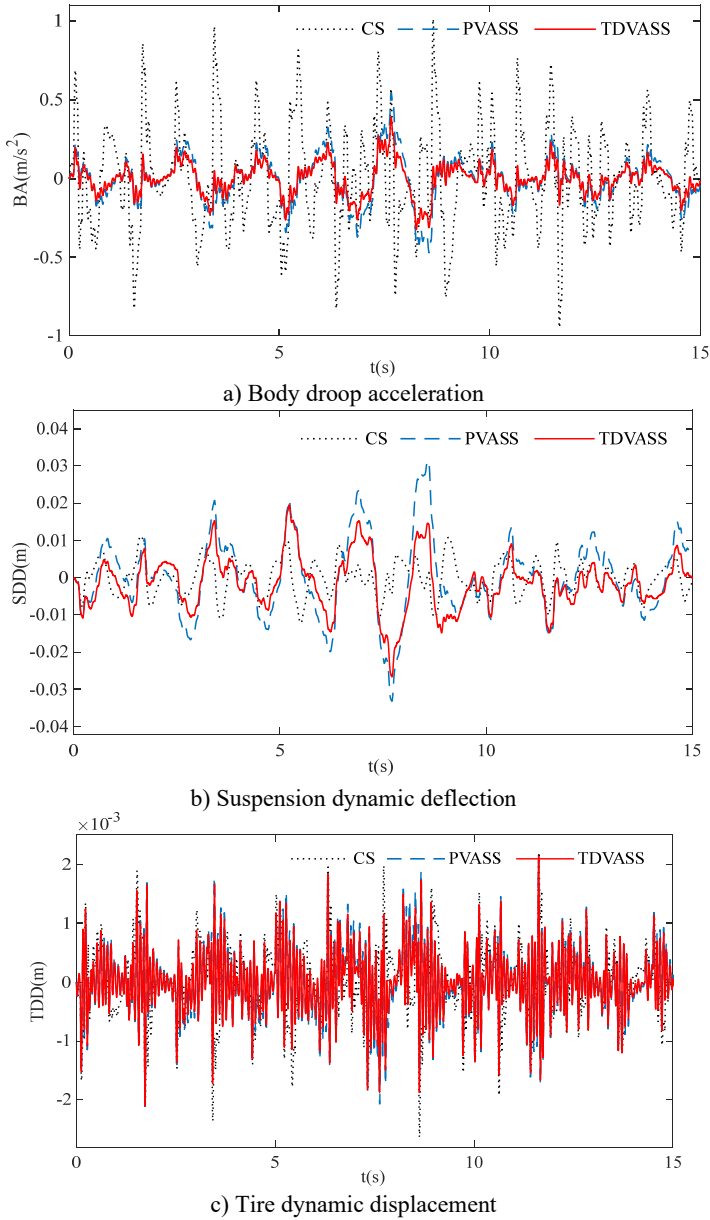 CS PVASS TDVASS
1
0.5
0
-0.5
-1
BA(m/s²)
0 5 10 15
t(s)
a) Body droop acceleration
CS PVASS TDVASS
0.04
0.03
0.02
0.01
0
-0.01
-0.02
-0.03
-0.04
SDD(m)
0 5 10 15
t(s)
b) Suspension dynamic deflection
×10⁻³
CS PVASS TDVASS
2
1
0
-1
-2
TDD(m)
0 5 10 15
t(s)
c) Tire dynamic displacement